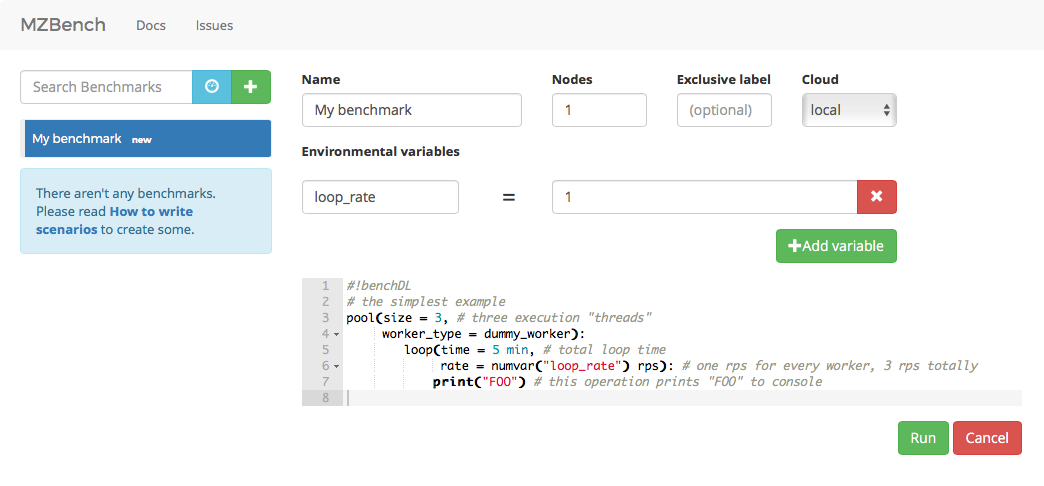 MZBench Docs Issues
Search Benchmarks
My benchmark new
There aren't any benchmarks.
Please read How to write
scenarios to create some.
Name Nodes Exclusive label Cloud
My benchmark 1 (optional) local
Environmental variables
loop_rate = 1
Add variable
1 #!benchDL
2 # the simplest example
3 pool(size = 3, # three execution "threads"
4 worker_type = dummy_worker):
5 loop(time = 5 min, # total loop time
6 rate = numvar("loop_rate") rps): # one rps for every worker, 3 rps totally
7 print("FOO") # this operation prints "FOO" to console
8
Run Cancel